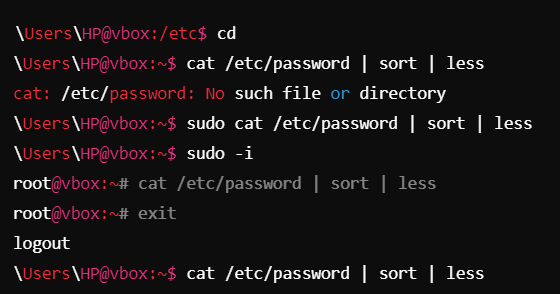 \Users\HP@vbox:/etc$ cd
\Users\HP@vbox:~$ cat /etc/password | sort | less
cat: /etc/password: No such file or directory
\Users\HP@vbox:~$ sudo cat /etc/password | sort | less
\Users\HP@vbox:~$ sudo -i
root@vbox:~# cat /etc/password | sort | less
root@vbox:~# exit
logout
\Users\HP@vbox:~$ cat /etc/password | sort | less